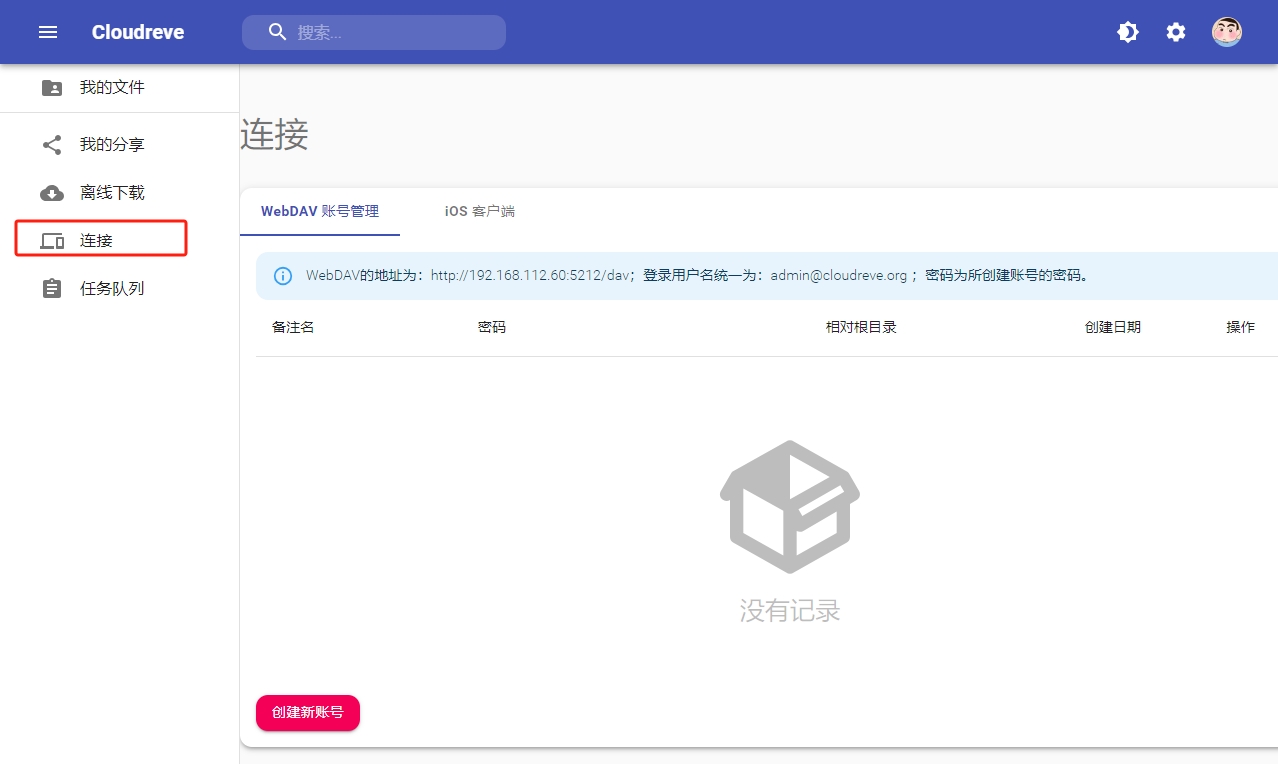 Cloudreve
搜索...
我的文件
我的分享
离线下载
连接
任务队列
连接
WebDAV 账号管理
iOS 客户端
WebDAV的地址为：http://192.168.112.60:5212/dav；登录用户名统一为：admin@cloudreve.org ；密码为所创建账号的密码。
备注名 密码 相对根目录 创建日期 操作
没有记录
创建新账号